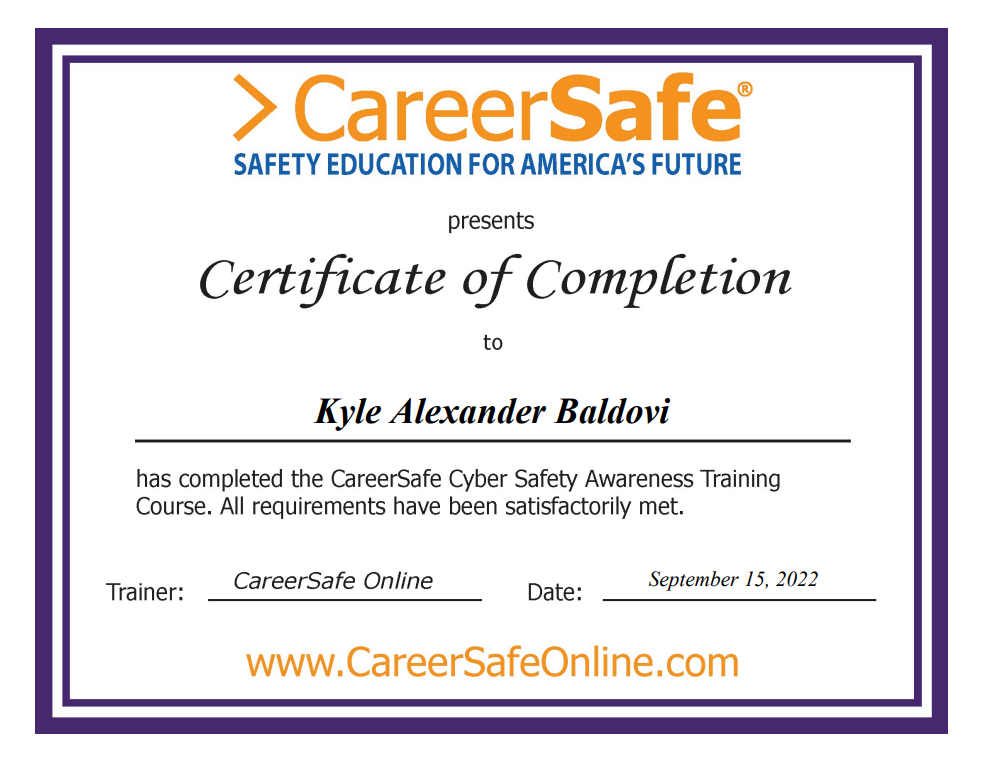 > CareerSafe®
SAFETY EDUCATION FOR AMERICA'S FUTURE
presents
Certificate of Completion
to
Kyle Alexander Baldovi
has completed the CareerSafe Cyber Safety Awareness Training
Course. All requirements have been satisfactorily met.
Trainer: CareerSafe Online Date: September 15, 2022
www.CareerSafeOnline.com